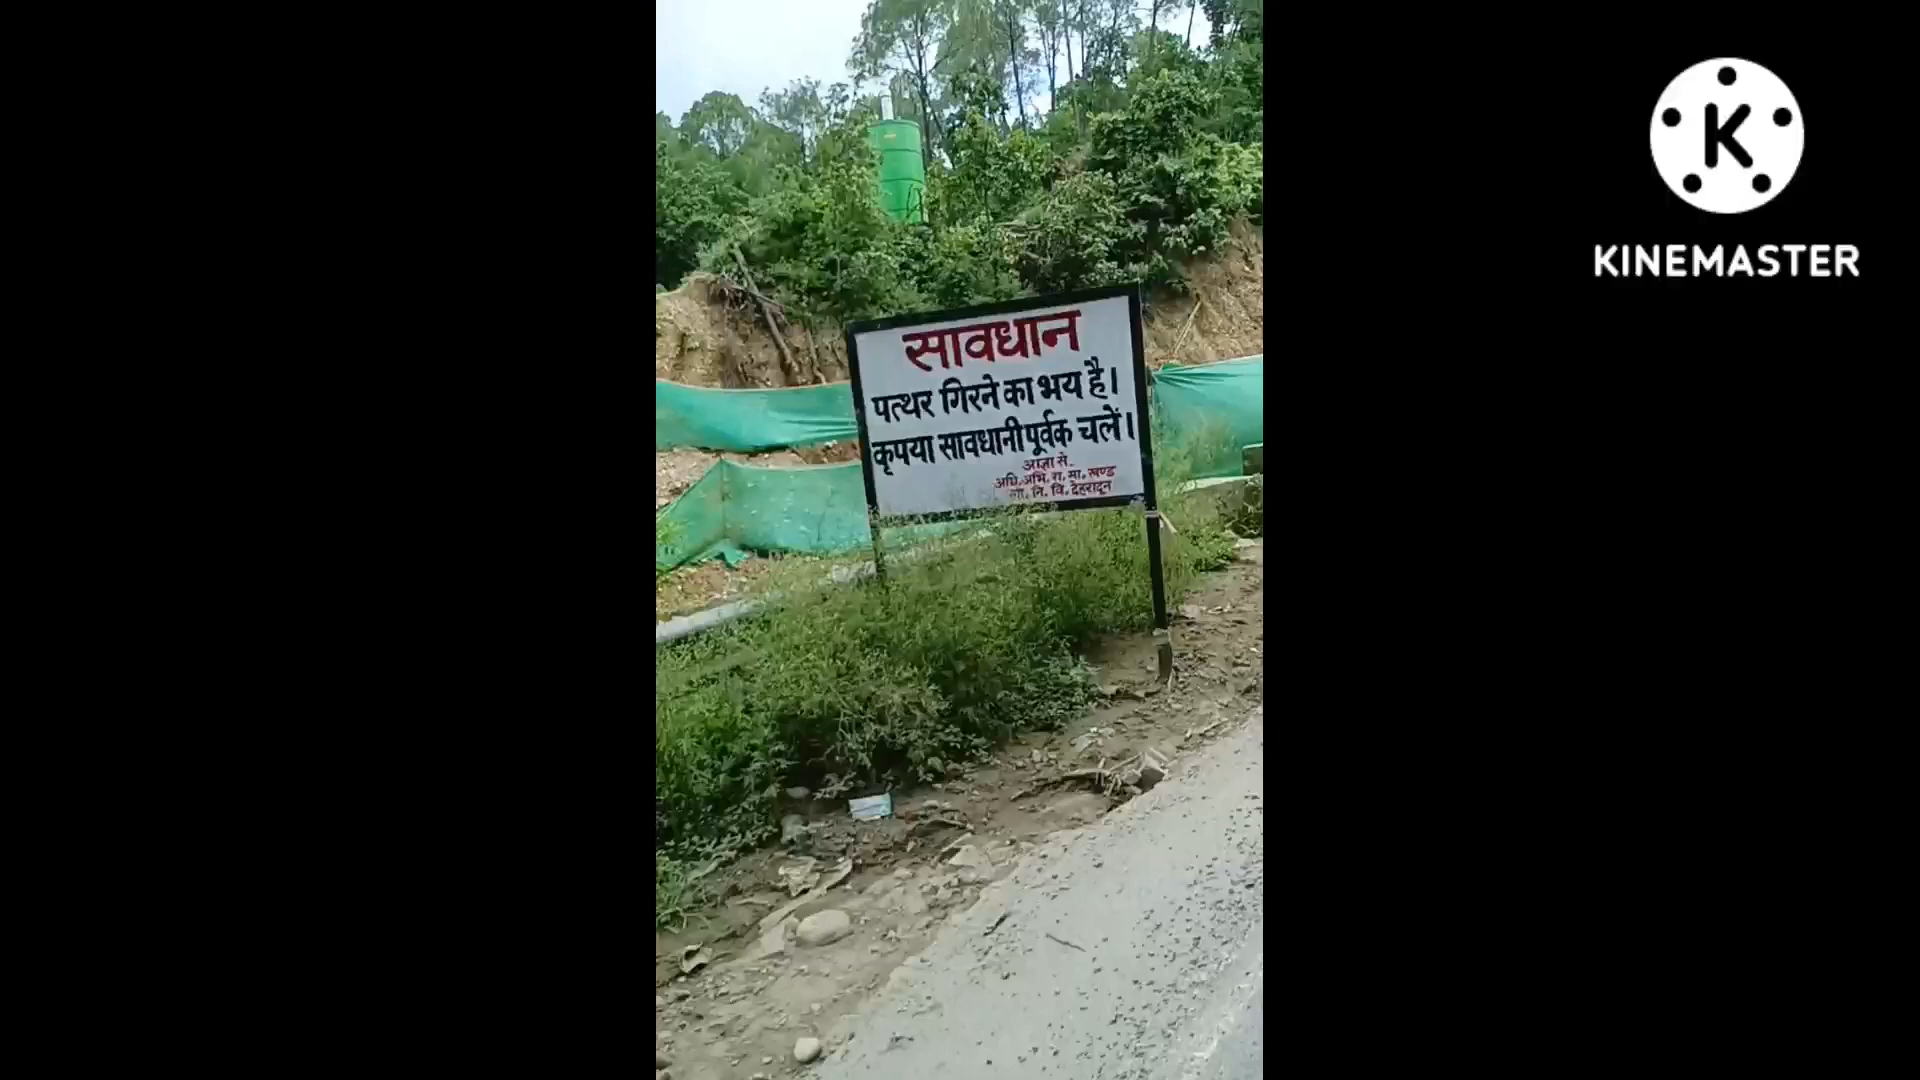 सावधान
पत्थर गिरने का भय है।
कृपया सावधानी पूर्वक चलें।
आज्ञा से
अधि. अभि. रा. मा. खण्ड
लो. नि. वि. देहरादून
K
KINEMASTER